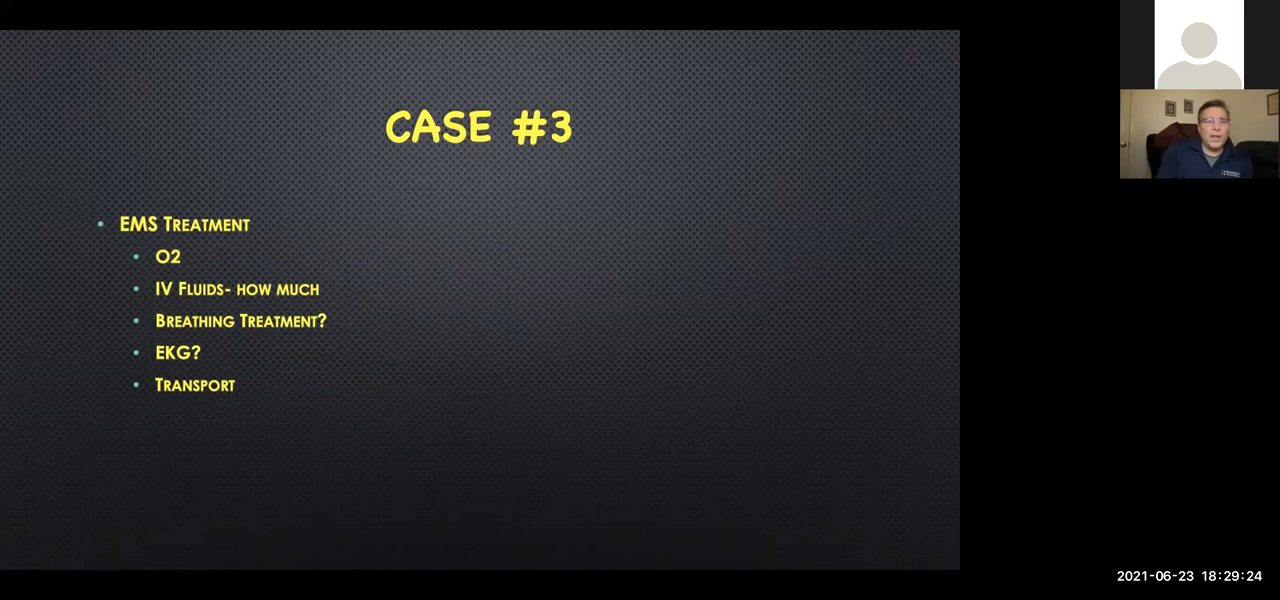 CASE #3
EMS TREATMENT
O2
IV FLUIDS- HOW MUCH
BREATHING TREATMENT?
EKG?
TRANSPORT
2021-06-23 18:29:24